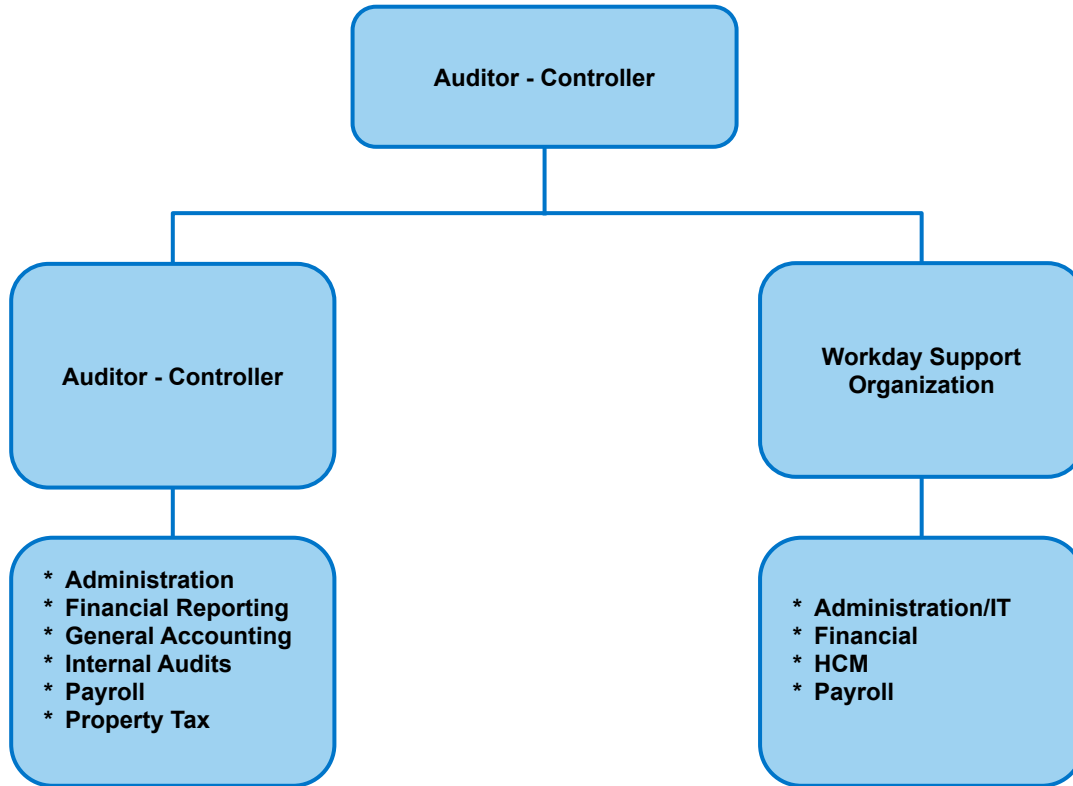 Auditor - Controller
Auditor - Controller
Workday Support
Organization
* Administration
* Financial Reporting
* General Accounting
* Internal Audits
* Payroll
* Property Tax
* Administration/IT
* Financial
* HCM
* Payroll